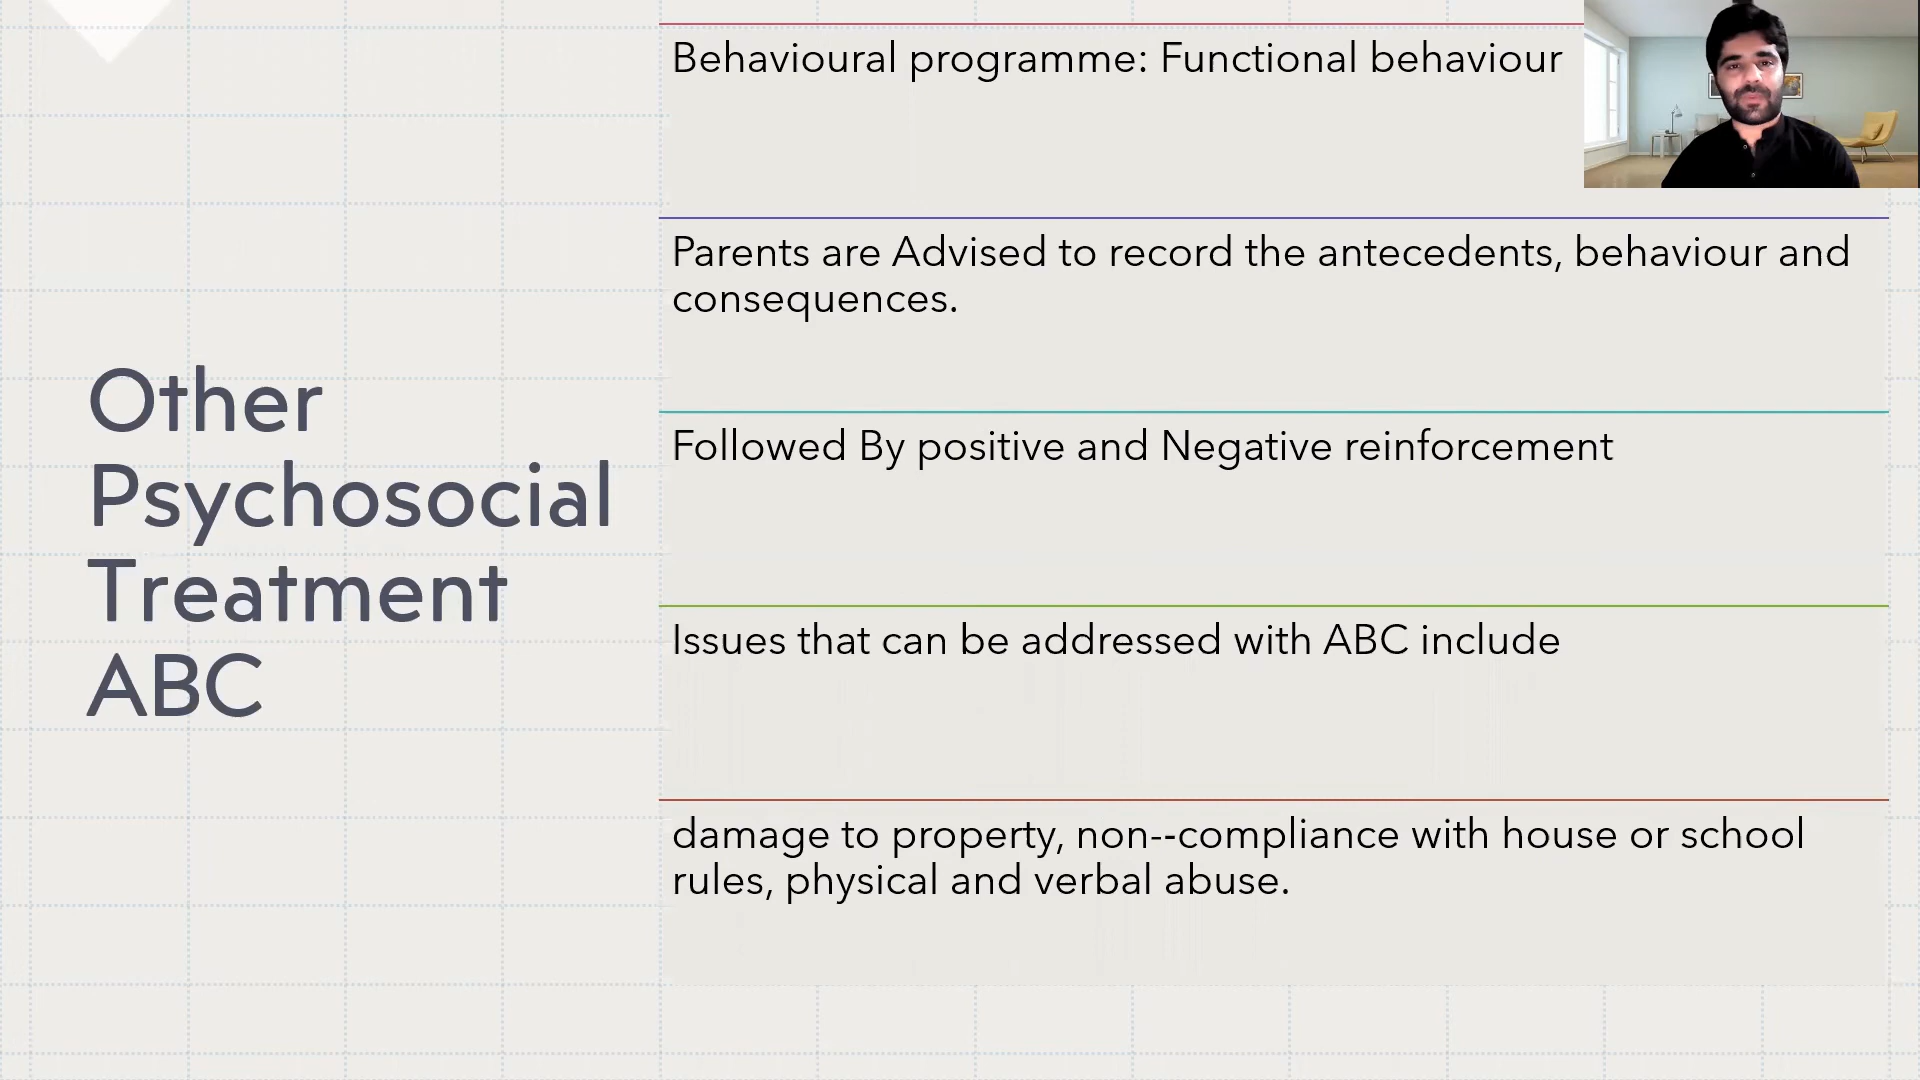 Other
Psychosocial
Treatment
ABC
Behavioural programme: Functional behaviour
Parents are Advised to record the antecedents, behaviour and
consequences.
Followed By positive and Negative reinforcement
Issues that can be addressed with ABC include
damage to property, non--compliance with house or school
rules, physical and verbal abuse.